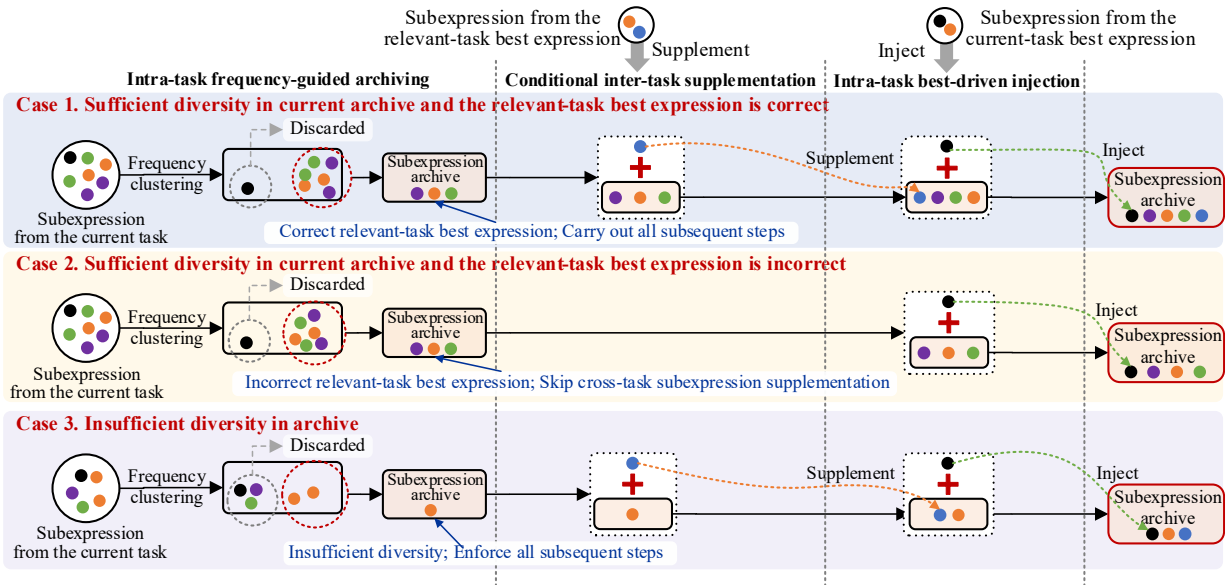 Subexpression from the
relevant-task best expression
Supplement
Subexpression from the
current-task best expression
Inject
Intra-task frequency-guided archiving
Conditional inter-task supplementation
Intra-task best-driven injection
Case 1. Sufficient diversity in current archive and the relevant-task best expression is correct
Discarded
Frequency
clustering
Subexpression
from the current task
Subexpression
archive
Supplement
Inject
Subexpression
archive
Correct relevant-task best expression; Carry out all subsequent steps
Case 2. Sufficient diversity in current archive and the relevant-task best expression is incorrect
Discarded
Frequency
clustering
Subexpression
from the current task
Subexpression
archive
Inject
Subexpression
archive
Incorrect relevant-task best expression; Skip cross-task subexpression supplementation
Case 3. Insufficient diversity in archive
Discarded
Frequency
clustering
Subexpression
from the current task
Subexpression
archive
Supplement
Inject
Subexpression
archive
Insufficient diversity; Enforce all subsequent steps